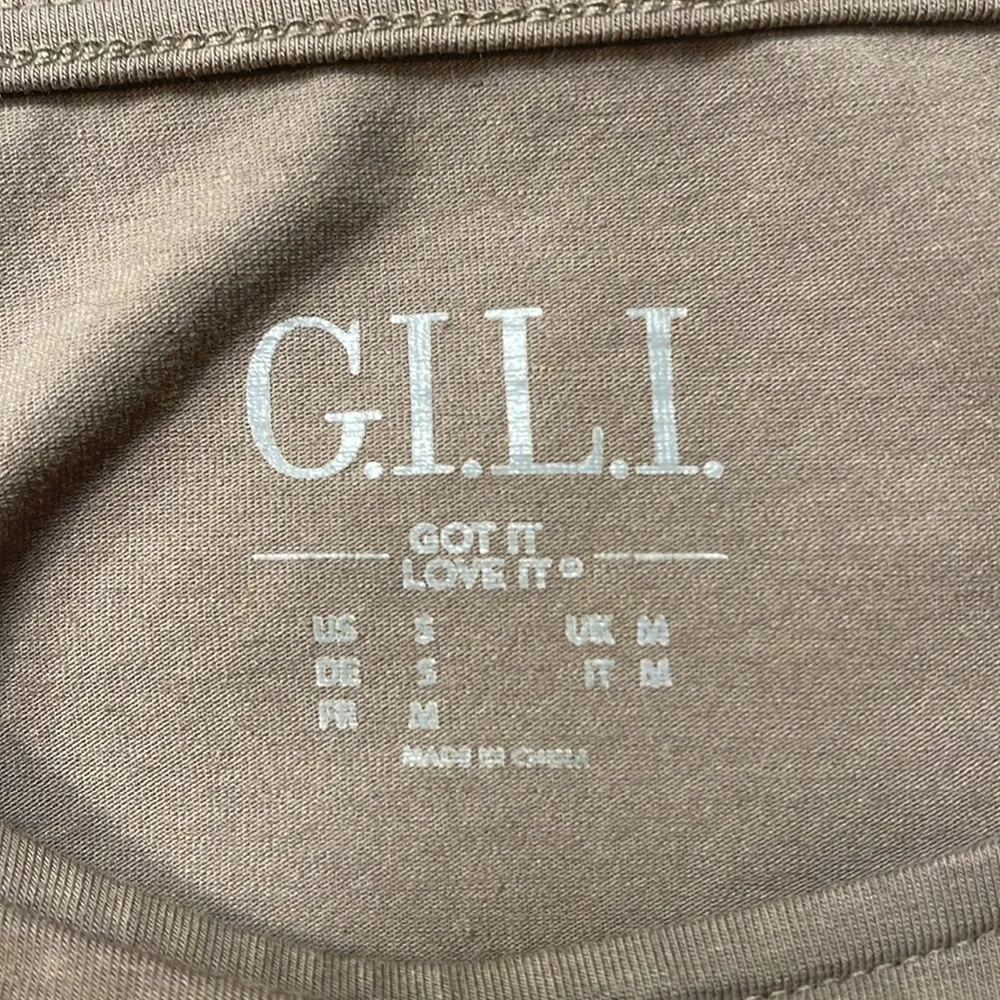 G.I.L.I.
GOT IT
LOVE IT®
US S UK M
DE S IT M
FR M
MADE IN CHINA